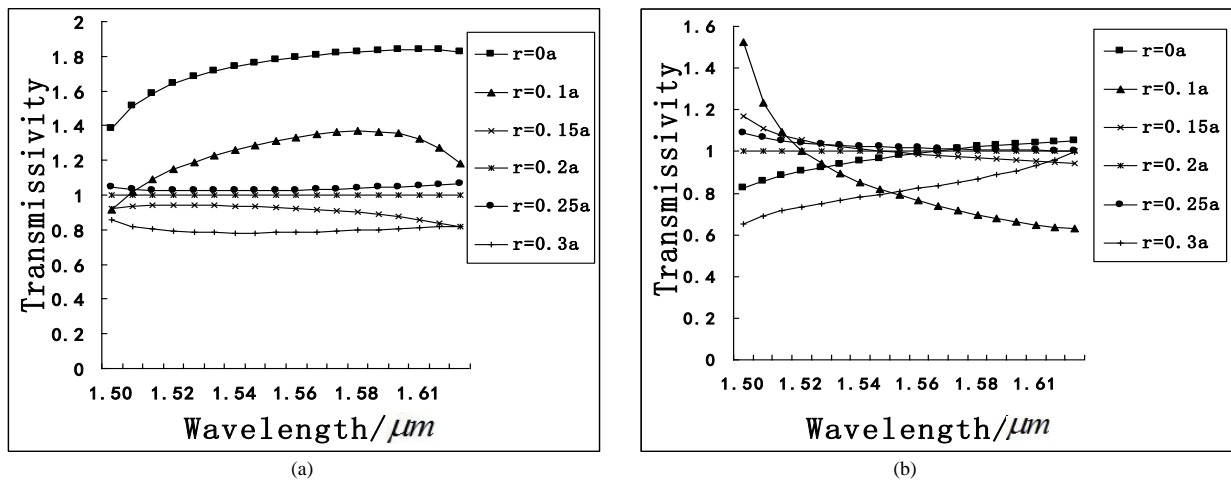 Transmissivity
2
1.8
1.6
1.4
1.2
1
0.8
0.6
0.4
0.2
0
1.50 1.52 1.54 1.56 1.58 1.61
Wavelength/μm
r=0a
r=0.1a
r=0.15a
r=0.2a
r=0.25a
r=0.3a
(a)
Transmissivity
1.6
1.4
1.2
1
0.8
0.6
0.4
0.2
0
1.50 1.52 1.54 1.56 1.58 1.61
Wavelength/μm
r=0a
r=0.1a
r=0.15a
r=0.2a
r=0.25a
r=0.3a
(b)